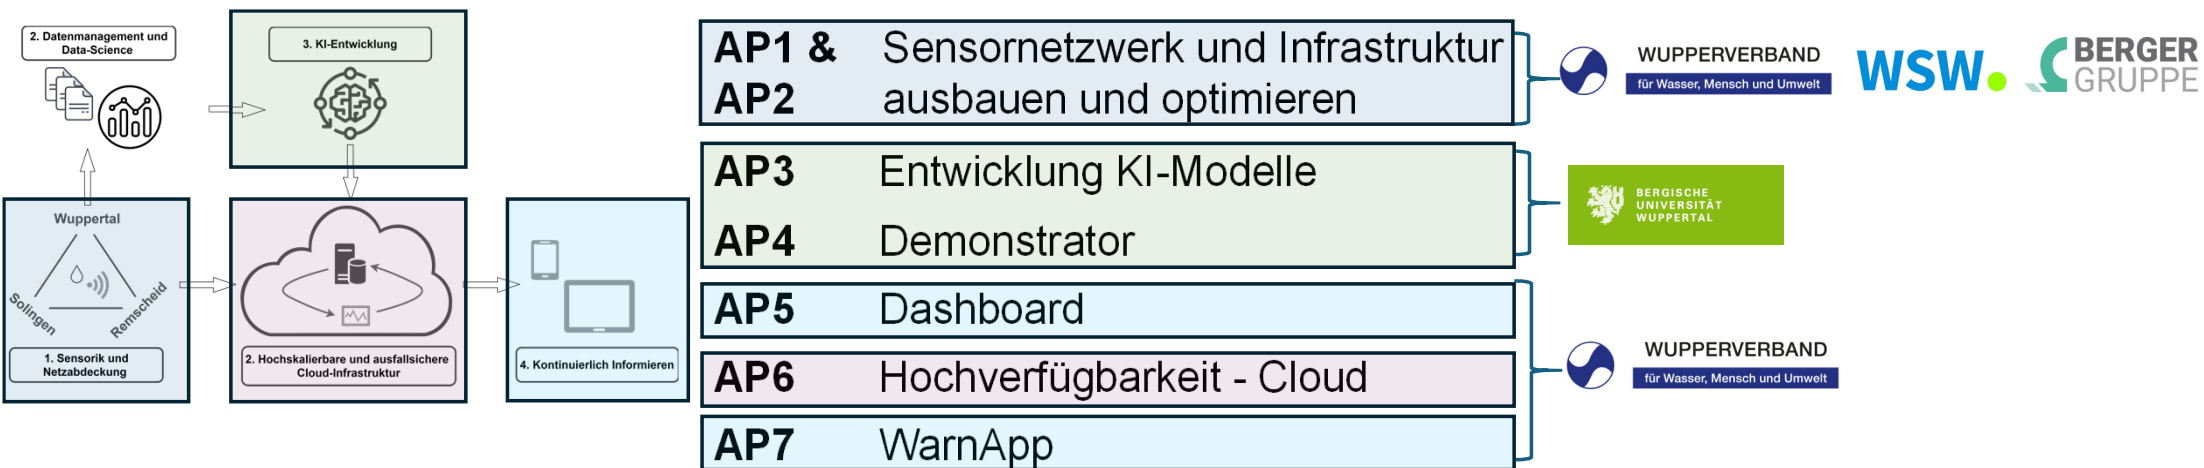 2. Datenmanagement und
Data-Science
3. KI-Entwicklung
Wuppertal
Solingen
Remscheid
1. Sensorik und
Netzabdeckung
2. Hochskalierbare und ausfallsichere
Cloud-Infrastruktur
4. Kontinuierlich Informieren
AP1 & Sensornetzwerk und Infrastruktur
AP2 ausbauen und optimieren
AP3 Entwicklung KI-Modelle
AP4 Demonstrator
AP5 Dashboard
AP6 Hochverfügbarkeit - Cloud
AP7 WarnApp
WUPPERVERBAND
für Wasser, Mensch und Umwelt
WSW.
BERGER
GRUPPE
BERGISCHE
UNIVERSITÄT
WUPPERTAL
WUPPERVERBAND
für Wasser, Mensch und Umwelt